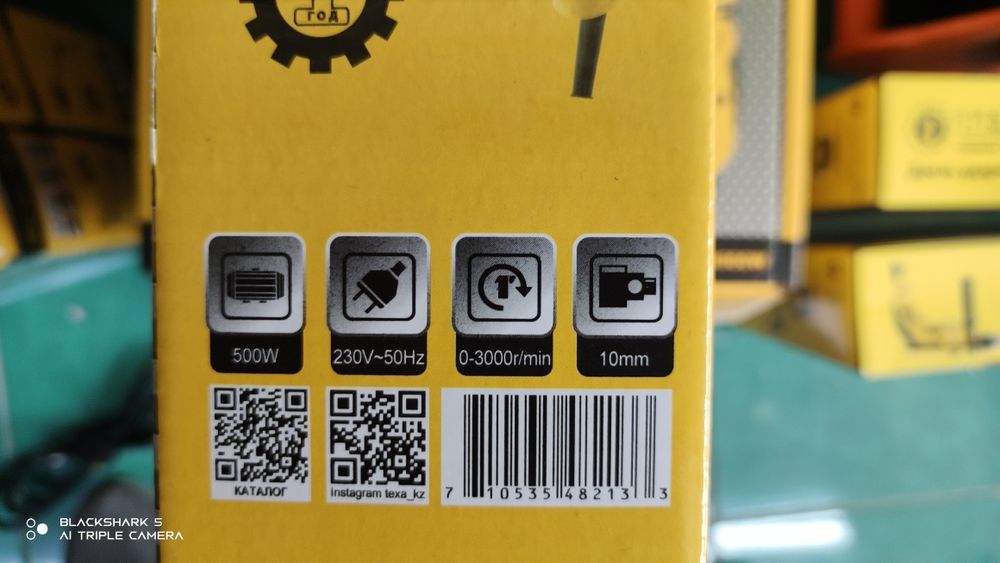 1
ГОД
500W
230V~50Hz
0-3000r/min
10mm
КАТАЛОГ
Instagram texa_kz
7 10535 48213 3
BLACKSHARK 5
AI TRIPLE CAMERA